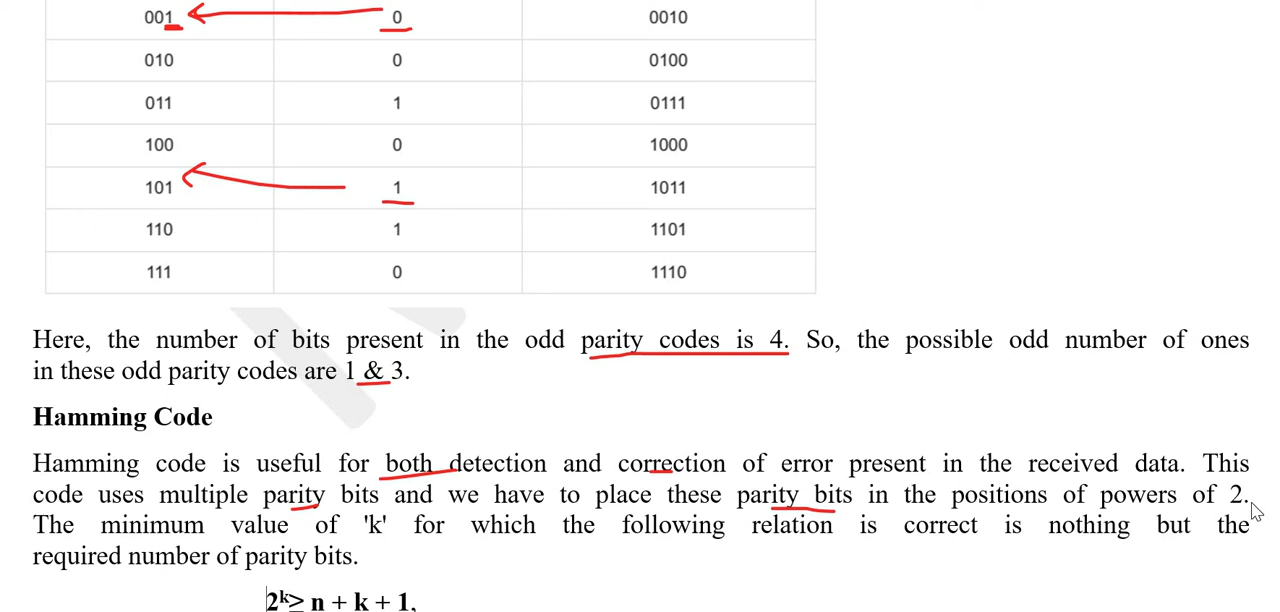 001 0 0010
010 0 0100
011 1 0111
100 0 1000
101 1 1011
110 1 1101
111 0 1110
Here, the number of bits present in the odd parity codes is 4. So, the possible odd number of ones
in these odd parity codes are 1 & 3.
Hamming Code
Hamming code is useful for both detection and correction of error present in the received data. This
code uses multiple parity bits and we have to place these parity bits in the positions of powers of 2.
The minimum value of 'k' for which the following relation is correct is nothing but the
required number of parity bits.
2ᵏ≥ n + k + 1,